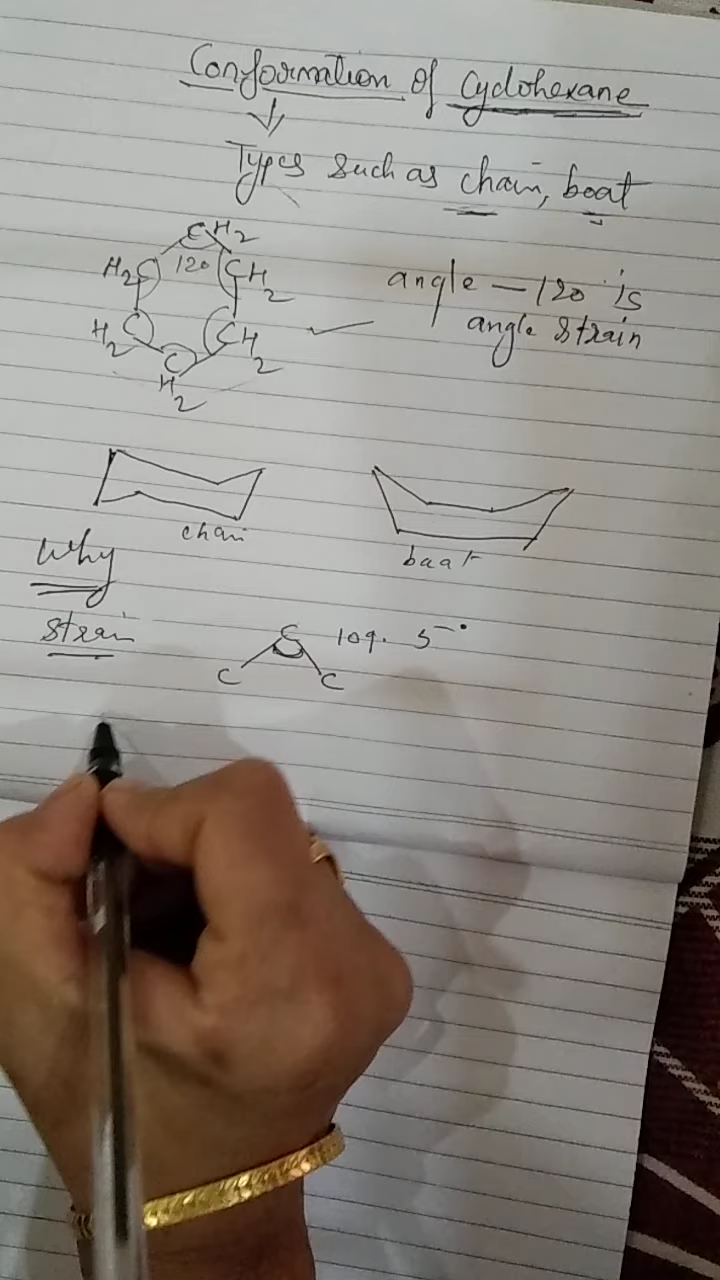 Conformation of Cyclohexane
Types such as chain, boat
CH2
H2C 120 CH2
H2C CH2
C
H2
angle - 120 is
angle strain
chair
boat
Why
strain
C 109.5°
C C